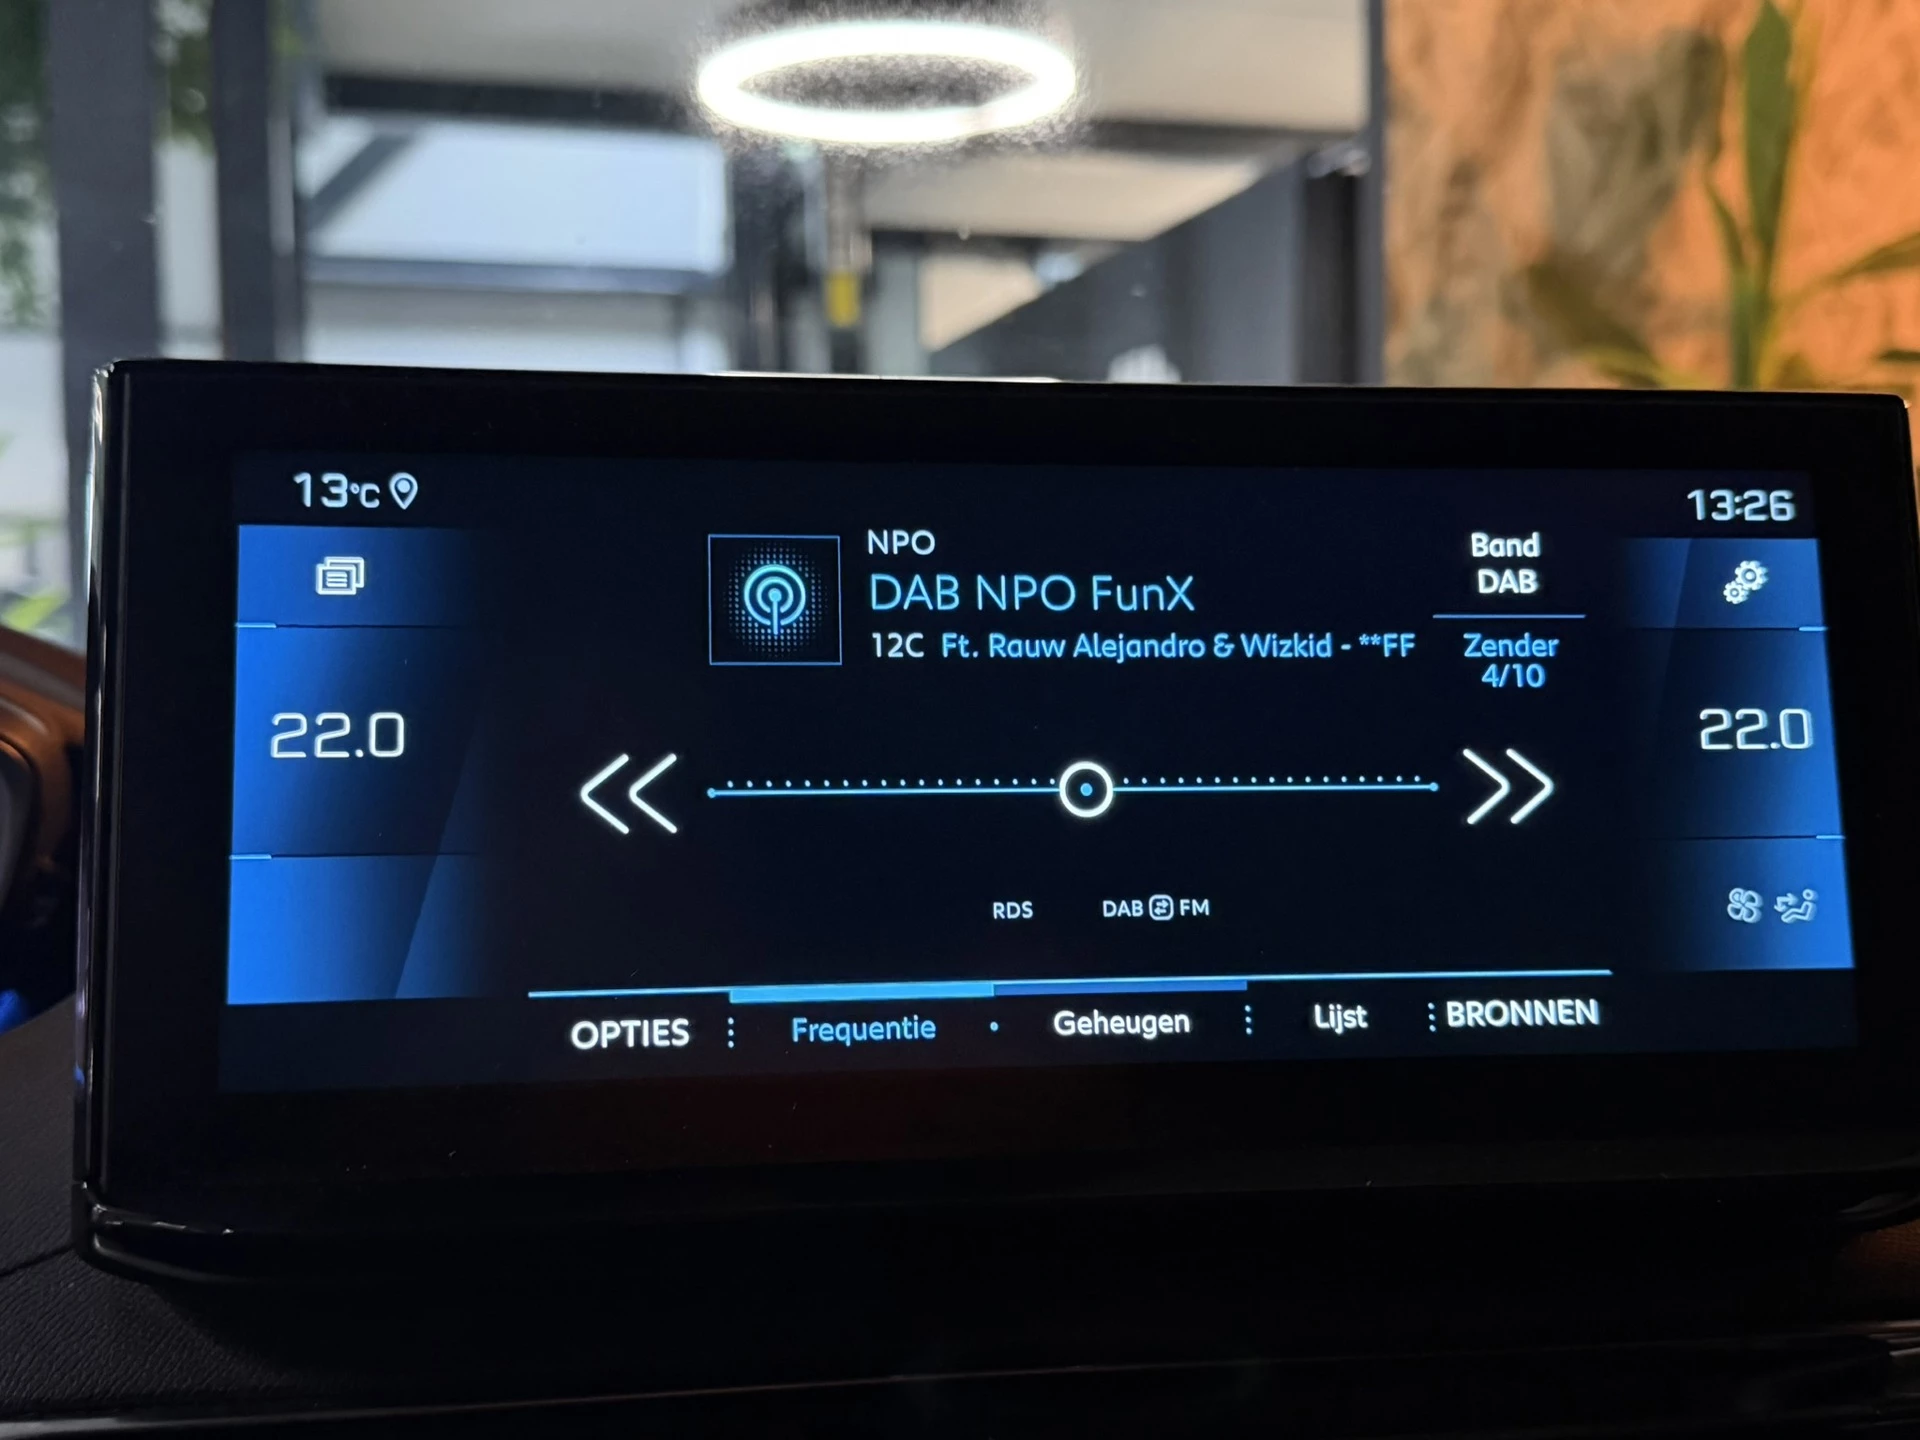 13°C
13:26
NPO
DAB NPO FunX
12C Ft. Rauw Alejandro & Wizkid - **FF
Band
DAB
Zender
4/10
22.0
22.0
RDS
DAB FM
OPTIES
Frequentie
Geheugen
Lijst
BRONNEN